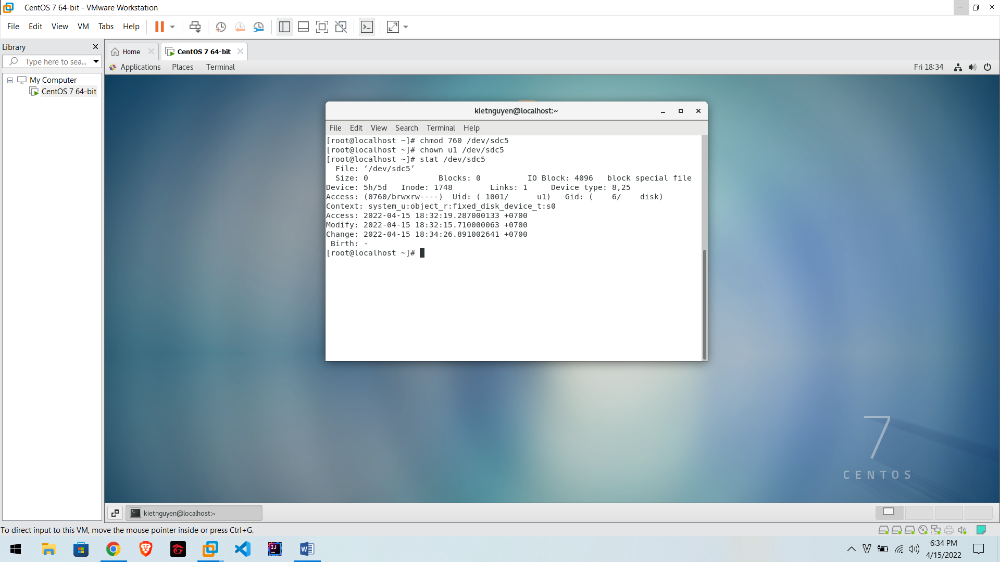 CentOS 7 64-bit - VMware Workstation
File Edit View VM Tabs Help
Library
Home CentOS 7 64-bit
Type here to sea...
Applications Places Terminal Fri 18:34
My Computer
CentOS 7 64-bit
kietnguyen@localhost:~
File Edit View Search Terminal Help
[root@localhost ~]# chmod 760 /dev/sdc5
[root@localhost ~]# chown u1 /dev/sdc5
[root@localhost ~]# stat /dev/sdc5
File: ‘/dev/sdc5’
Size: 0 Blocks: 0 IO Block: 4096 block special file
Device: 5h/5d Inode: 1748 Links: 1 Device type: 8,25
Access: (0760/brwxrw----) Uid: ( 1001/ u1) Gid: ( 6/ disk)
Context: system_u:object_r:fixed_disk_device_t:s0
Access: 2022-04-15 18:32:19.287000133 +0700
Modify: 2022-04-15 18:32:15.710000063 +0700
Change: 2022-04-15 18:34:26.891002641 +0700
Birth: -
[root@localhost ~]#
7
CENTOS
kietnguyen@localhost:~
To direct input to this VM, move the mouse pointer inside or press Ctrl+G.
6:34 PM
4/15/2022